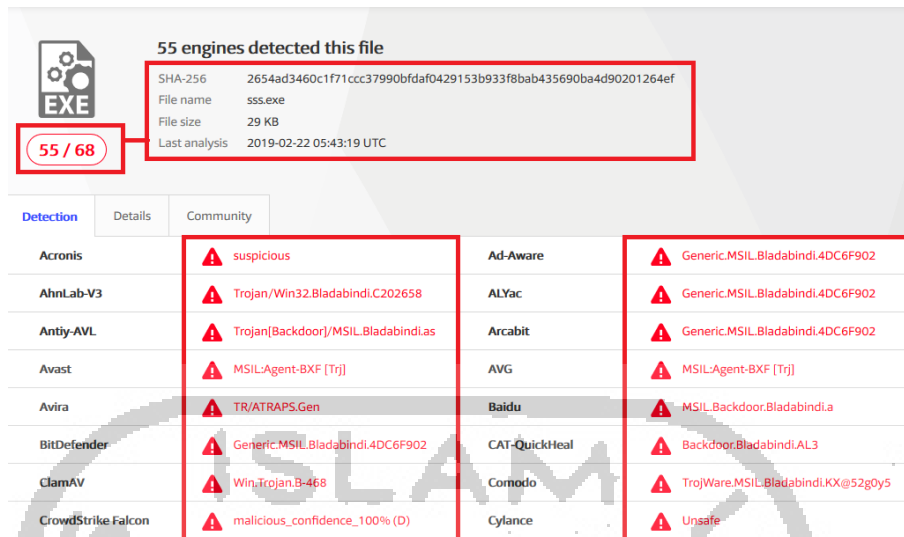 55 engines detected this file
SHA-256 2654ad3460c1f71ccc37990bfdaf0429153b933f8bab435690ba4d90201264ef
File name sss.exe
File size 29 KB
Last analysis 2019-02-22 05:43:19 UTC
EXE
55 / 68
Detection Details Community
Acronis suspicious Ad-Aware Generic.MSIL.Bladabindi.4DC6F902
AhnLab-V3 Trojan/Win32.Bladabindi.C202658 ALYac Generic.MSIL.Bladabindi.4DC6F902
Antiy-AVL Trojan[Backdoor]/MSIL.Bladabindi.as Arcabit Generic.MSIL.Bladabindi.4DC6F902
Avast MSIL:Agent-BXF [Trj] AVG MSIL:Agent-BXF [Trj]
Avira TR/ATRAPS.Gen Baidu MSIL.Backdoor.Bladabindi.a
BitDefender Generic.MSIL.Bladabindi.4DC6F902 CAT-QuickHeal Backdoor.Bladabindi.AL3
ClamAV Win.Trojan.B-468 Comodo TrojWare.MSIL.Bladabindi.KX@52g0y5
CrowdStrike Falcon malicious_confidence_100% (D) Cylance Unsafe
ISLAM